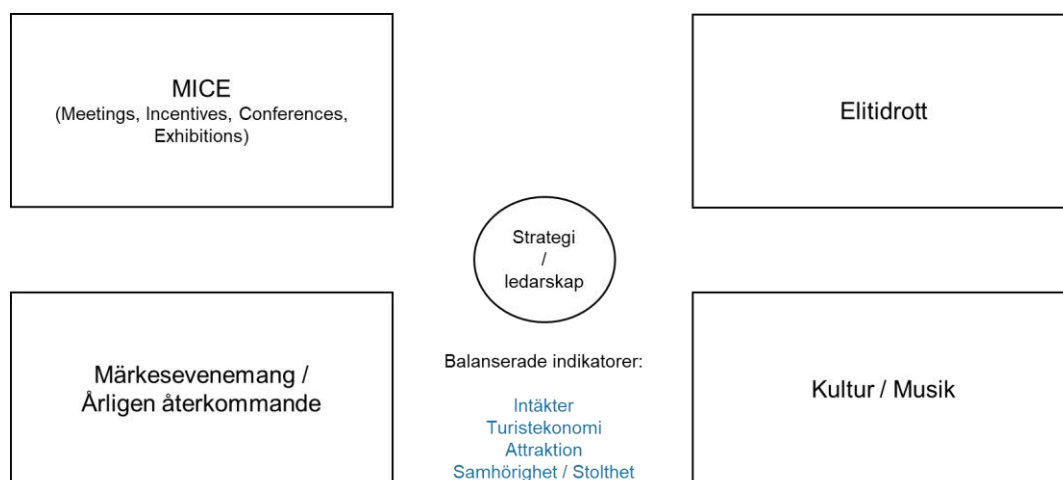 MICE
(Meetings, Incentives, Conferences,
Exhibitions)
Elitidrott
Strategi
/
ledarskap
Märkesevenemang /
Årligen återkommande
Balanserade indikatorer:
Intäkter
Turistekonomi
Attraktion
Samhörighet / Stolthet
Kultur / Musik